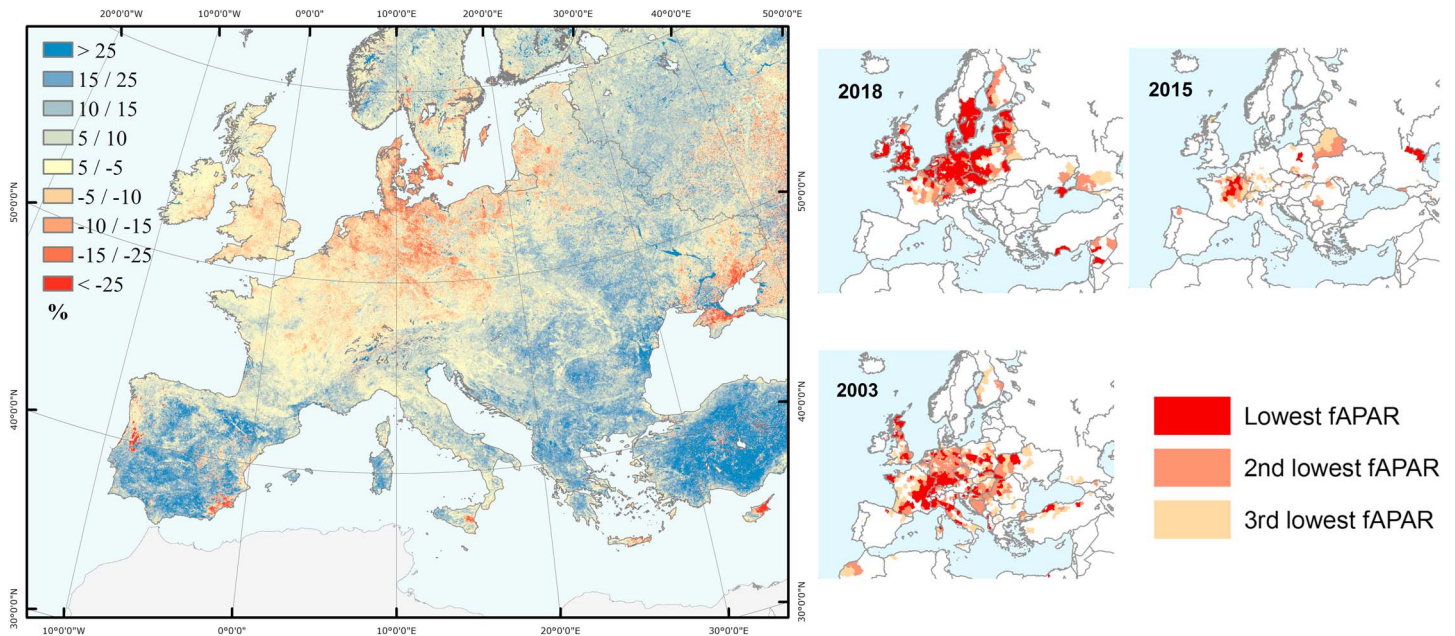 20°0'0"W 10°0'0"W 0°0'0" 10°0'0"E 20°0'0"E 30°0'0"E 40°0'0"E 50°0'0"E
> 25
15 / 25
10 / 15
5 / 10
5 / -5
-5 / -10
-10 / -15
-15 / -25
< -25
%
50°0'0"N
40°0'0"N
30°0'0"N
50°0'0"N
40°0'0"N
30°0'0"N
10°0'0"W 0°0'0" 10°0'0"E 20°0'0"E 30°0'0"E
2018
2015
2003
Lowest fAPAR
2nd lowest fAPAR
3rd lowest fAPAR